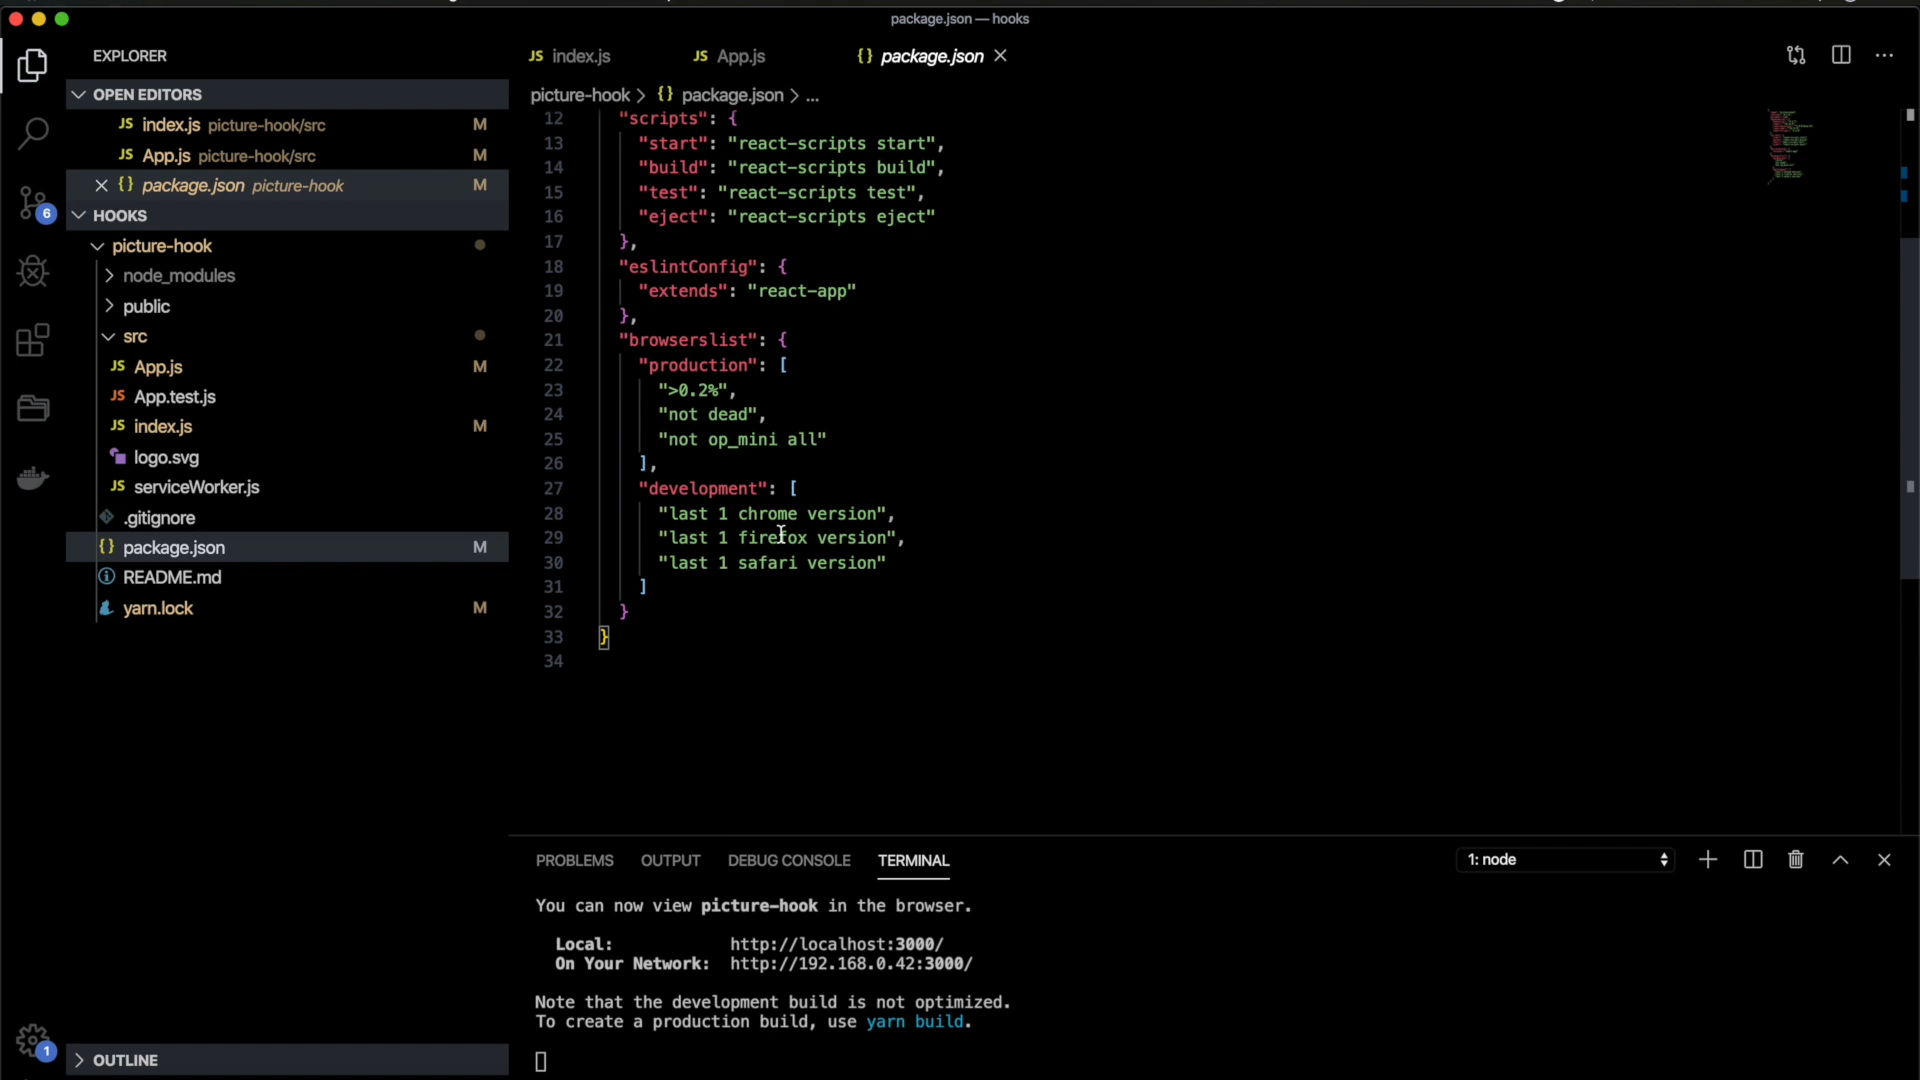 package.json — hooks
EXPLORER
JS index.js
JS App.js
{} package.json
OPEN EDITORS
picture-hook > {} package.json > ...
JS index.js picture-hook/src M
JS App.js picture-hook/src M
{} package.json picture-hook M
HOOKS
picture-hook
node_modules
public
src
JS App.js M
JS App.test.js
JS index.js M
logo.svg
JS serviceWorker.js
.gitignore
{} package.json M
README.md
yarn.lock M
OUTLINE
6
1
12 "scripts": {
13 "start": "react-scripts start",
14 "build": "react-scripts build",
15 "test": "react-scripts test",
16 "eject": "react-scripts eject"
17 },
18 "eslintConfig": {
19 "extends": "react-app"
20 },
21 "browserslist": {
22 "production": [
23 ">0.2%",
24 "not dead",
25 "not op_mini all"
26 ],
27 "development": [
28 "last 1 chrome version",
29 "last 1 firefox version",
30 "last 1 safari version"
31 ]
32 }
33 }
34
PROBLEMS OUTPUT DEBUG CONSOLE TERMINAL
1: node
You can now view picture-hook in the browser.
Local: http://localhost:3000/
On Your Network: http://192.168.0.42:3000/
Note that the development build is not optimized.
To create a production build, use yarn build.